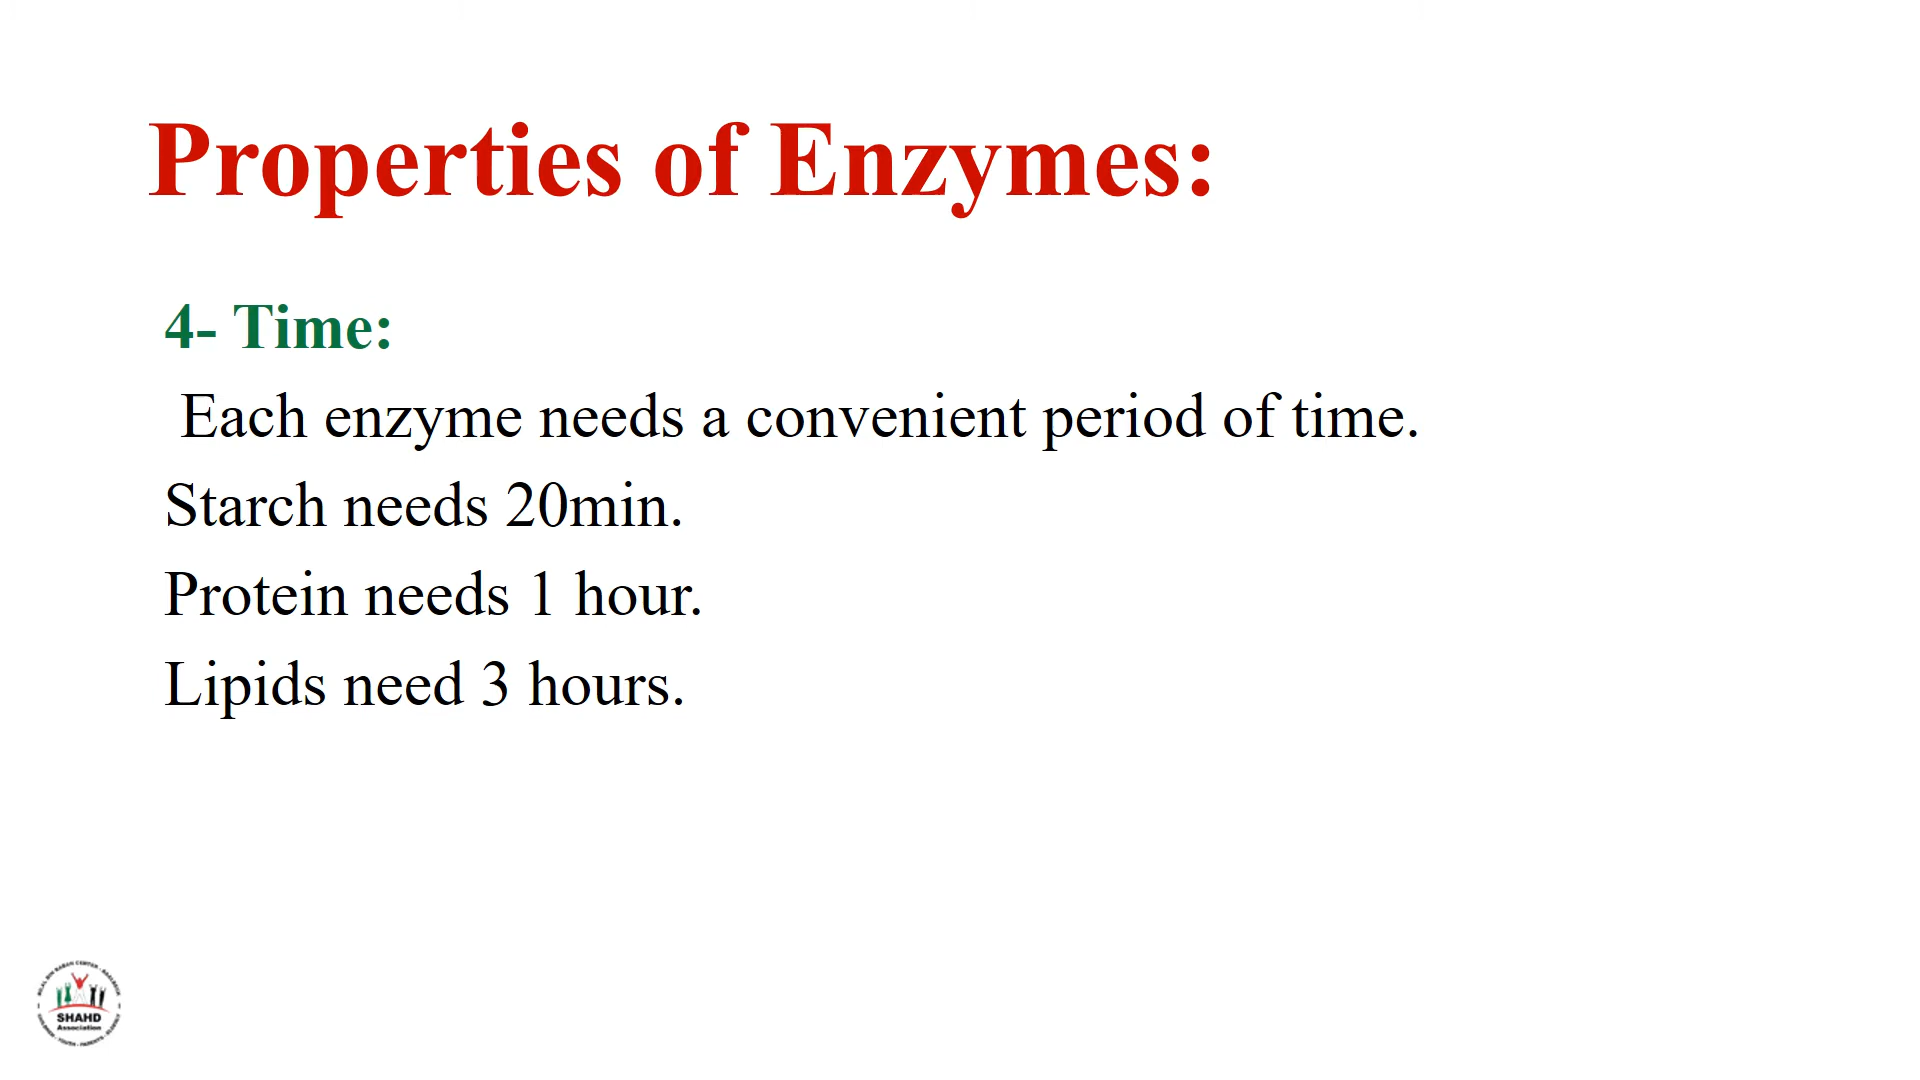 Properties of Enzymes:
4- Time:
Each enzyme needs a convenient period of time.
Starch needs 20min.
Protein needs 1 hour.
Lipids need 3 hours.
SHAHD
Association